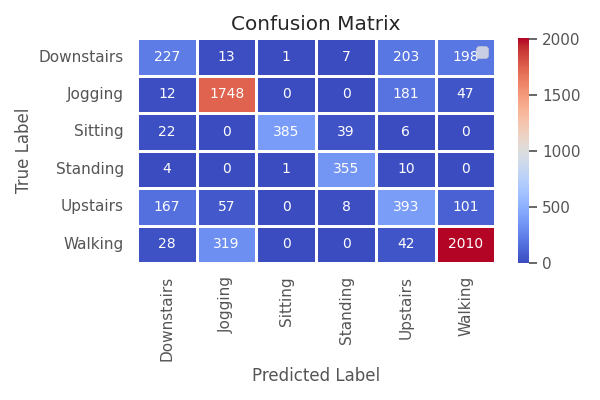 Confusion Matrix
True Label
Downstairs 227 13 1 7 203 198
Jogging 12 1748 0 0 181 47
Sitting 22 0 385 39 6 0
Standing 4 0 1 355 10 0
Upstairs 167 57 0 8 393 101
Walking 28 319 0 0 42 2010
Downstairs Jogging Sitting Standing Upstairs Walking
Predicted Label
2000
1500
1000
500
0